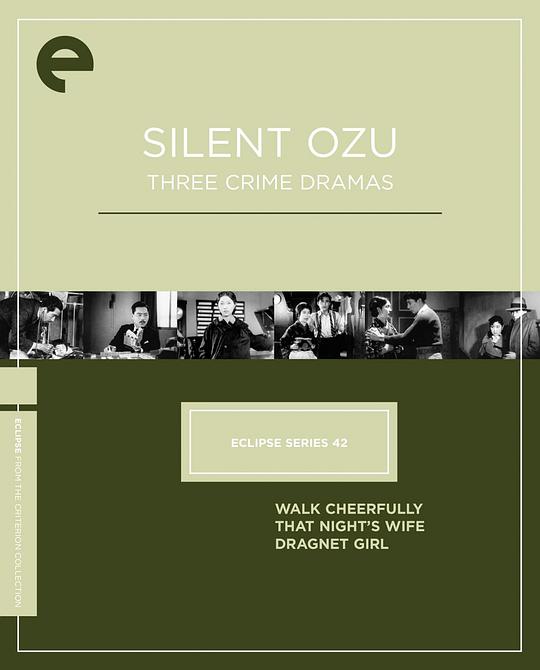 e
SILENT OZU
THREE CRIME DRAMAS
ECLIPSE SERIES 42
WALK CHEERFULLY
THAT NIGHT'S WIFE
DRAGNET GIRL
ECLIPSE FROM THE CRITERION COLLECTION